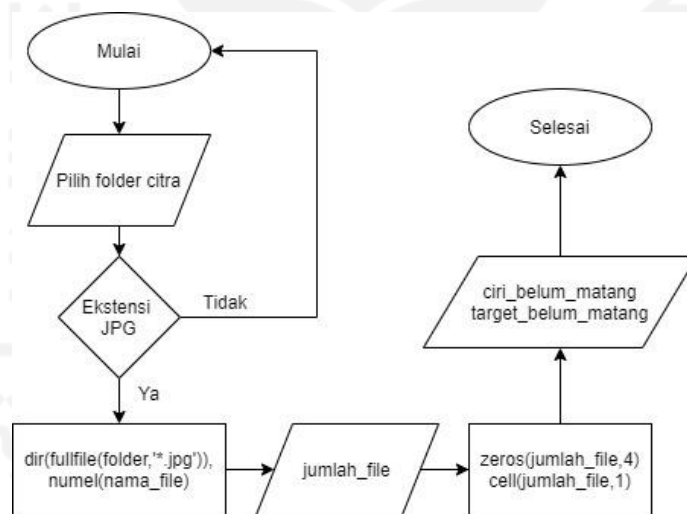 Mulai
Pilih folder citra
Ekstensi
JPG
Tidak
Ya
dir(fullfile(folder,'*.jpg')),
numel(nama_file)
jumlah_file
zeros(jumlah_file,4)
cell(jumlah_file,1)
ciri_belum_matang
target_belum_matang
Selesai